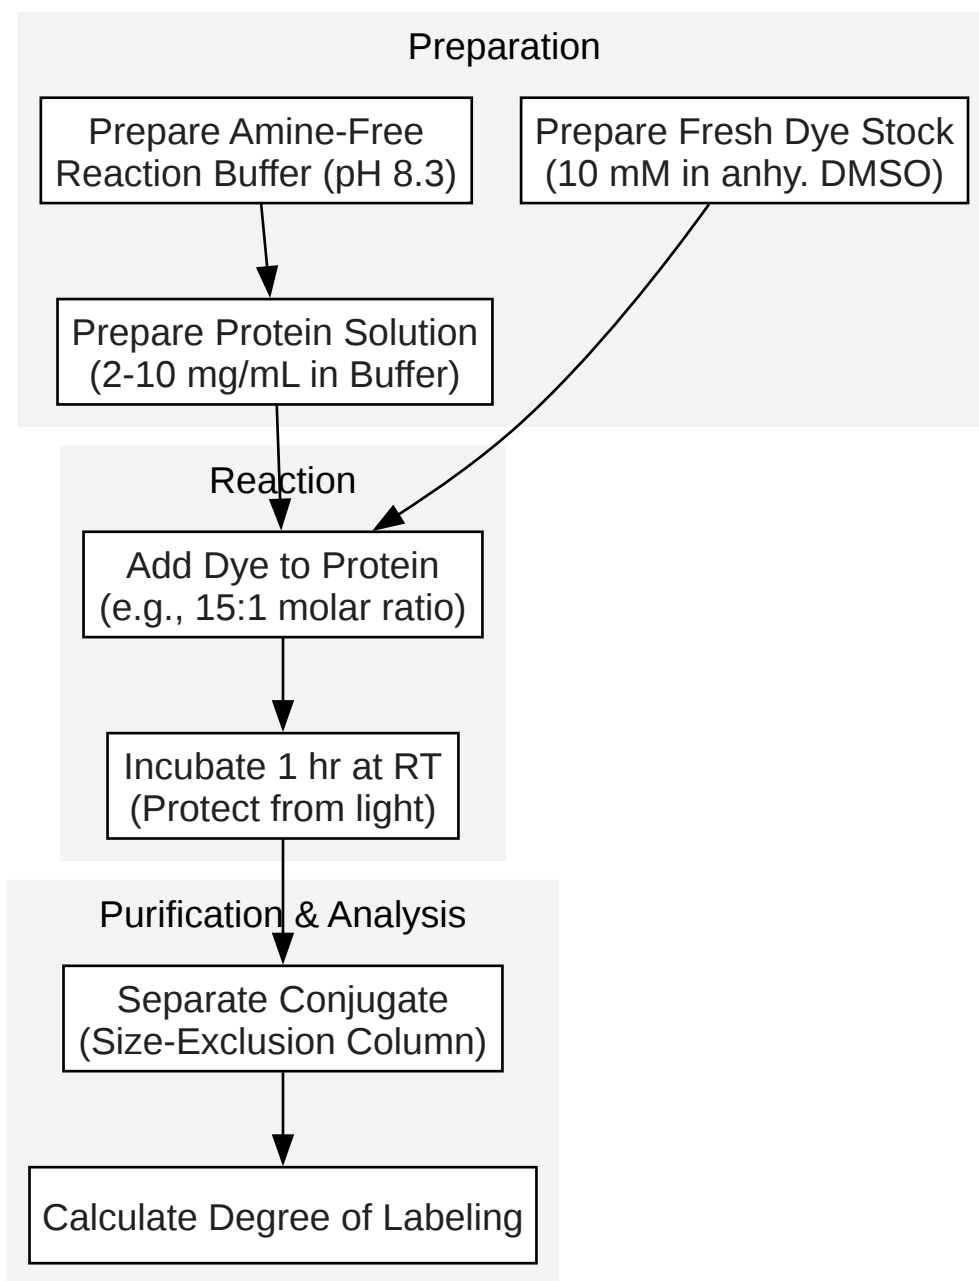 Preparation
Prepare Amine-Free
Reaction Buffer (pH 8.3)
Prepare Fresh Dye Stock
(10 mM in anhy. DMSO)
Prepare Protein Solution
(2-10 mg/mL in Buffer)
Reaction
Add Dye to Protein
(e.g., 15:1 molar ratio)
Incubate 1 hr at RT
(Protect from light)
Purification & Analysis
Separate Conjugate
(Size-Exclusion Column)
Calculate Degree of Labeling